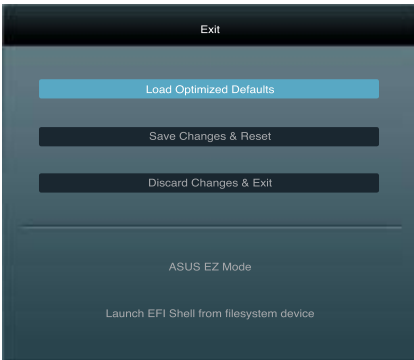 Exit
Load Optimized Defaults
Save Changes & Reset
Discard Changes & Exit
ASUS EZ Mode
Launch EFI Shell from filesystem device